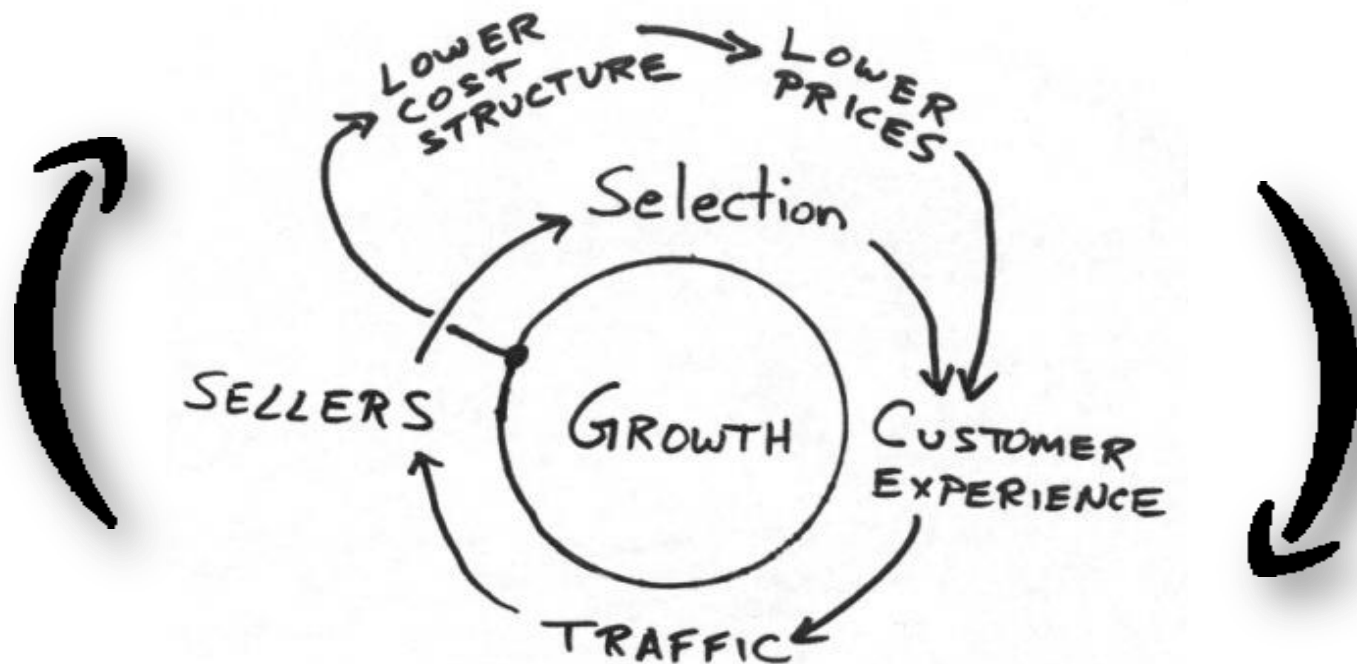 LOWER
COST
STRUCTURE
LOWER
PRICES
Selection
SELLERS
GROWTH
CUSTOMER
EXPERIENCE
TRAFFIC